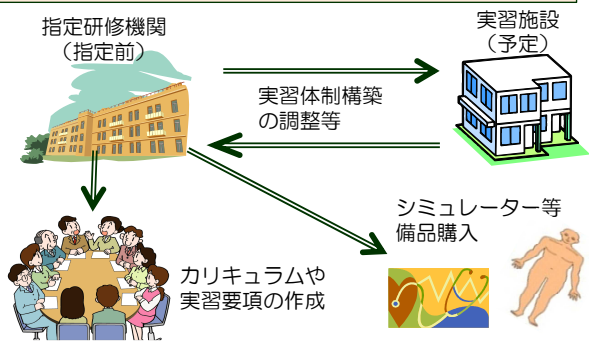 指定研修機関
（指定前）
実習施設
（予定）
実習体制構築
の調整等
シミュレーター等
備品購入
カリキュラムや
実習要項の作成